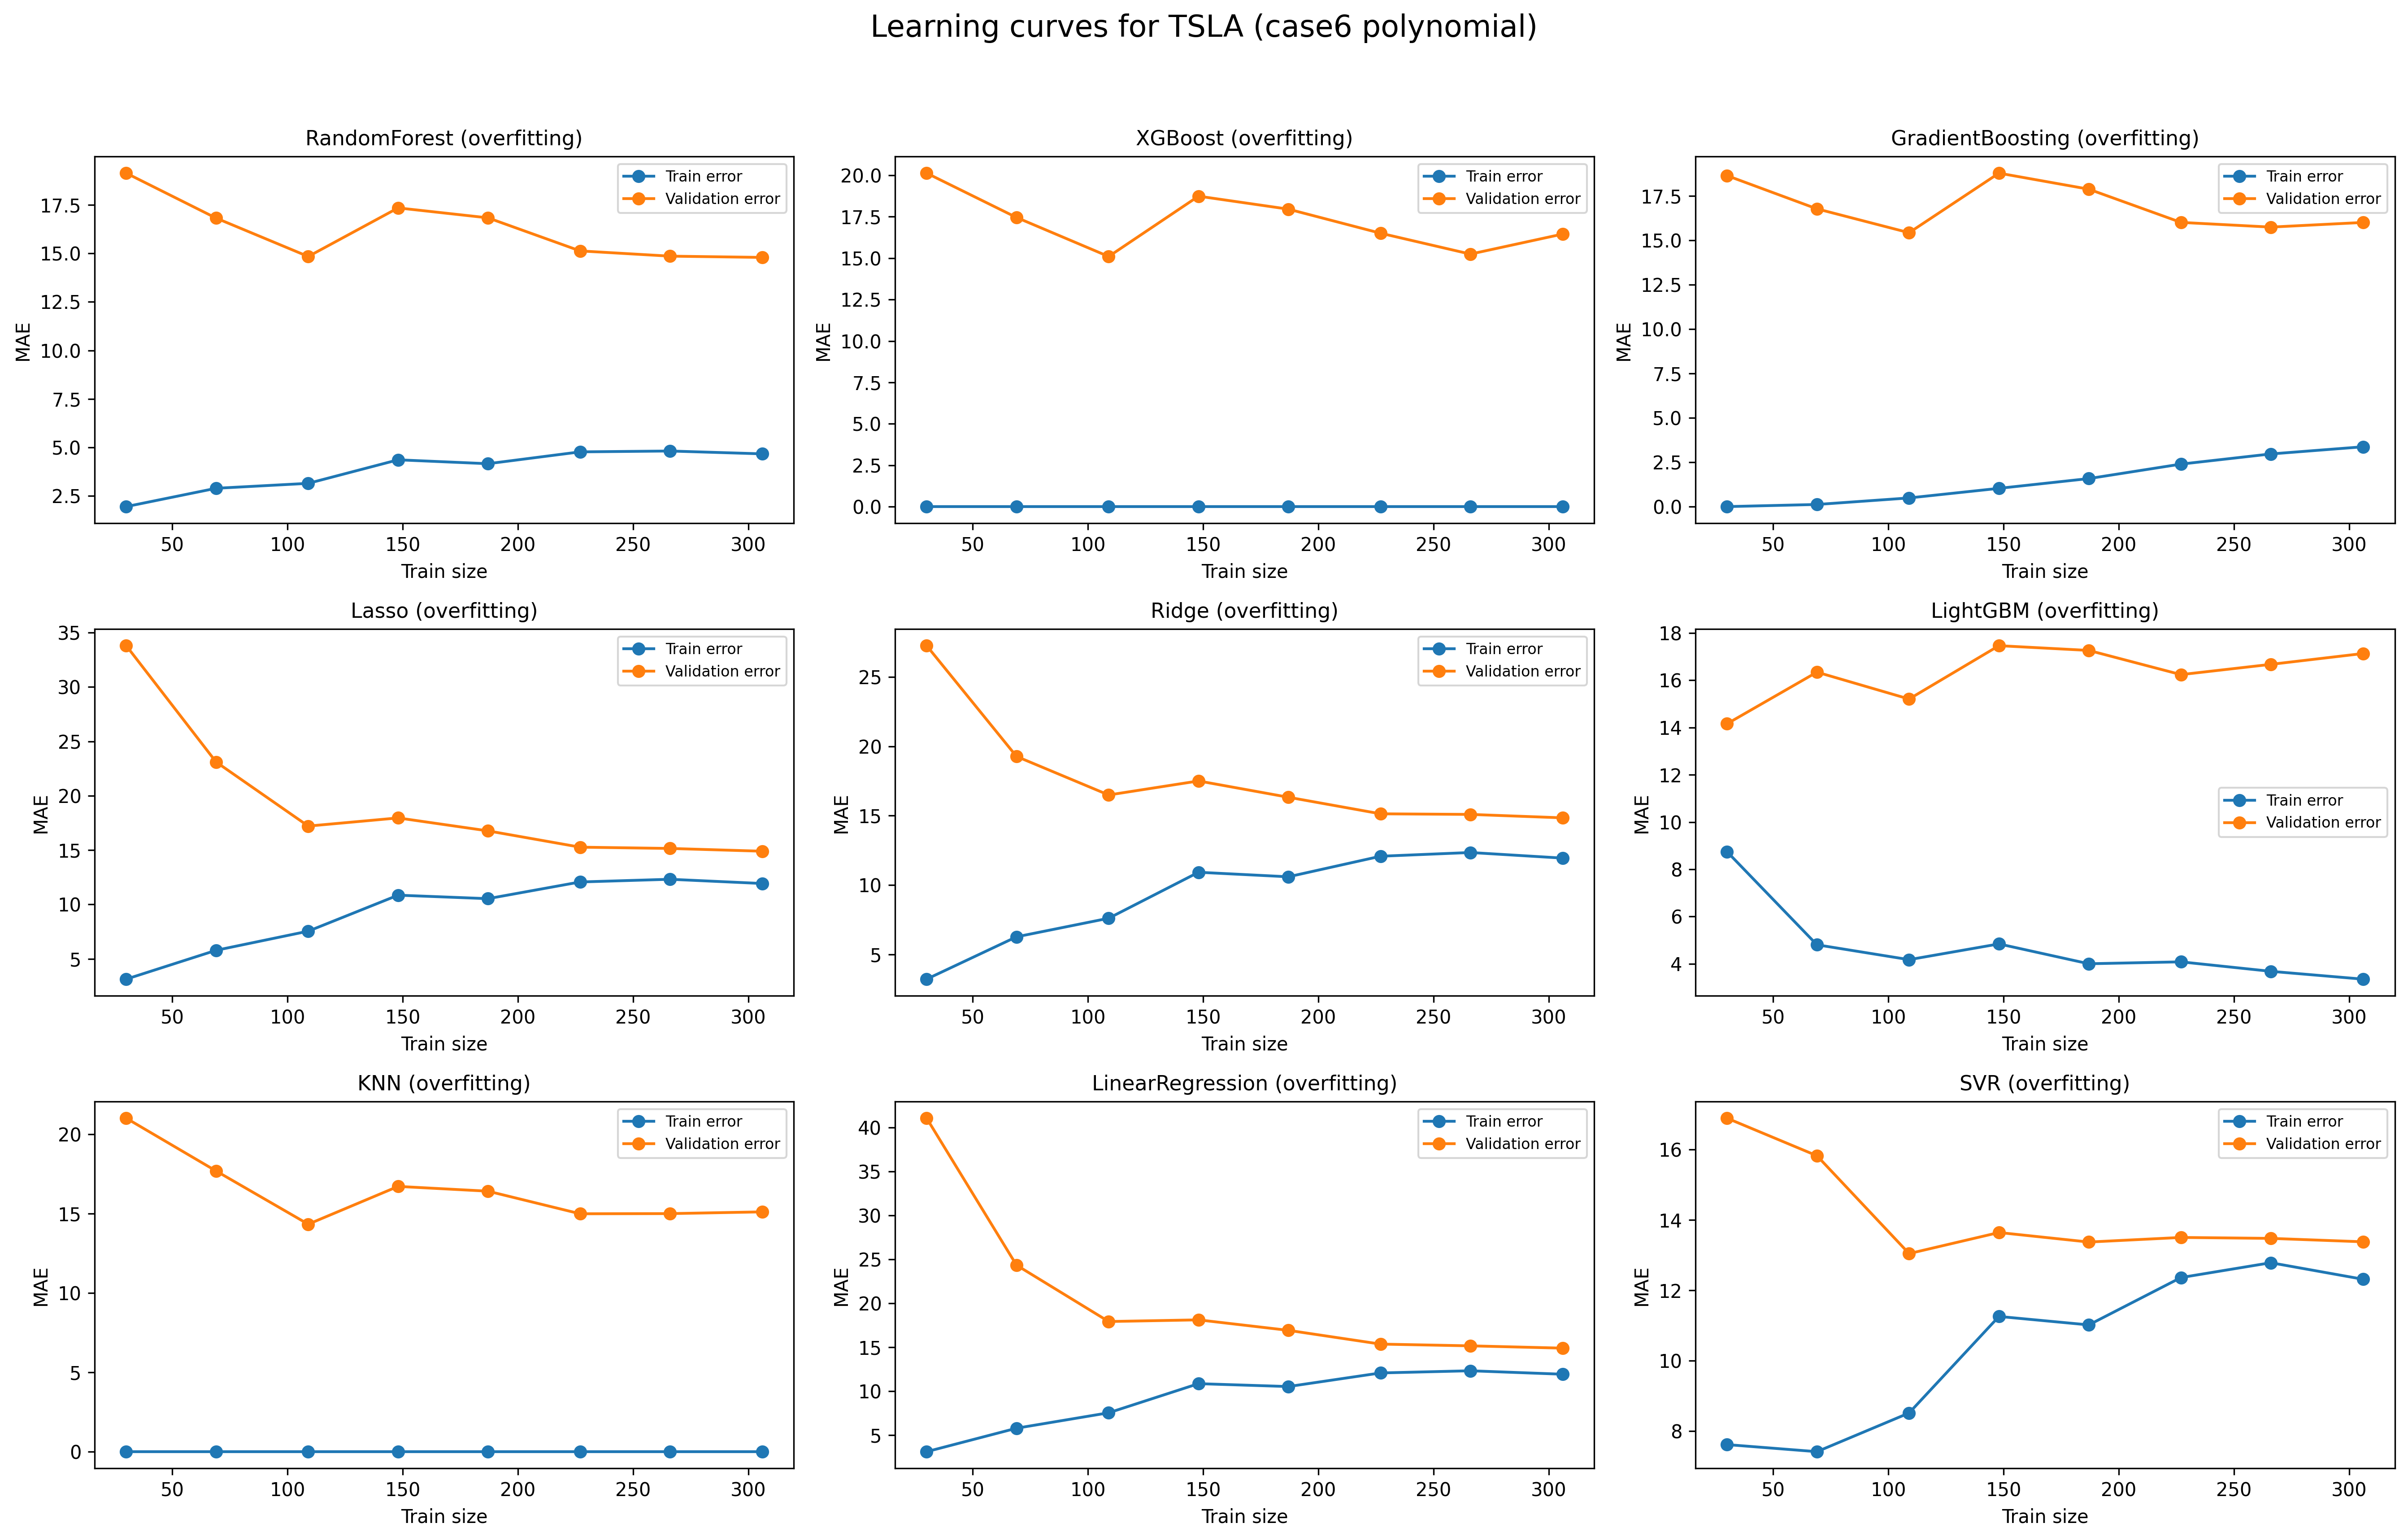 Learning curves for TSLA (case6 polynomial)
RandomForest (overfitting)
Train error
Validation error
17.5
15.0
12.5
10.0
7.5
5.0
2.5
MAE
50 100 150 200 250 300
Train size
XGBoost (overfitting)
Train error
Validation error
20.0
17.5
15.0
12.5
10.0
7.5
5.0
2.5
0.0
MAE
50 100 150 200 250 300
Train size
GradientBoosting (overfitting)
Train error
Validation error
17.5
15.0
12.5
10.0
7.5
5.0
2.5
0.0
MAE
50 100 150 200 250 300
Train size
Lasso (overfitting)
Train error
Validation error
35
30
25
20
15
10
5
MAE
50 100 150 200 250 300
Train size
Ridge (overfitting)
Train error
Validation error
25
20
15
10
5
MAE
50 100 150 200 250 300
Train size
LightGBM (overfitting)
18
16
14
12
10
8
6
4
MAE
Train error
Validation error
50 100 150 200 250 300
Train size
KNN (overfitting)
Train error
Validation error
20
15
10
5
0
MAE
50 100 150 200 250 300
Train size
LinearRegression (overfitting)
Train error
Validation error
40
35
30
25
20
15
10
5
MAE
50 100 150 200 250 300
Train size
SVR (overfitting)
Train error
Validation error
16
14
12
10
8
MAE
50 100 150 200 250 300
Train size